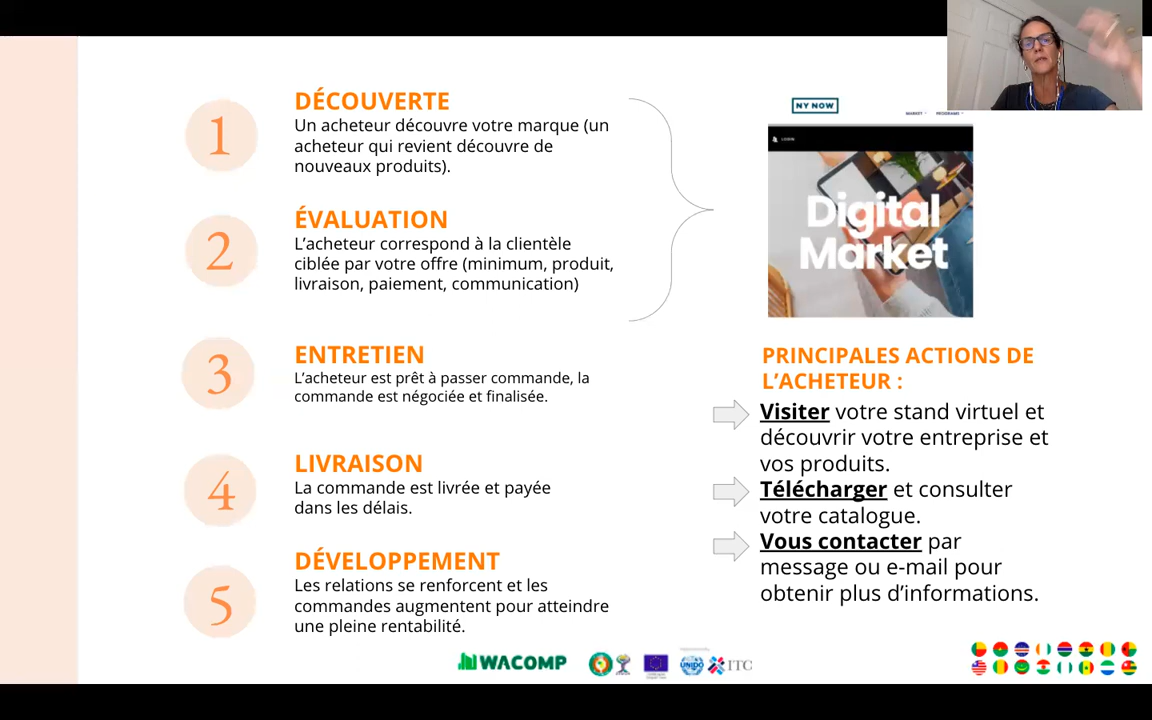 1
DÉCOUVERTE
Un acheteur découvre votre marque (un
acheteur qui revient découvre de
nouveaux produits).
2
ÉVALUATION
L’acheteur correspond à la clientèle
ciblée par votre offre (minimum, produit,
livraison, paiement, communication)
3
ENTRETIEN
L’acheteur est prêt à passer commande, la
commande est négociée et finalisée.
4
LIVRAISON
La commande est livrée et payée
dans les délais.
5
DÉVELOPPEMENT
Les relations se renforcent et les
commandes augmentent pour atteindre
une pleine rentabilité.
NY NOW
MARKET
PROGRAMS
LOGIN
Digital
Market
PRINCIPALES ACTIONS DE
L’ACHETEUR :
Visiter votre stand virtuel et
découvrir votre entreprise et
vos produits.
Télécharger et consulter
votre catalogue.
Vous contacter par
message ou e-mail pour
obtenir plus d’informations.
WACOMP
UNIDO
ITC